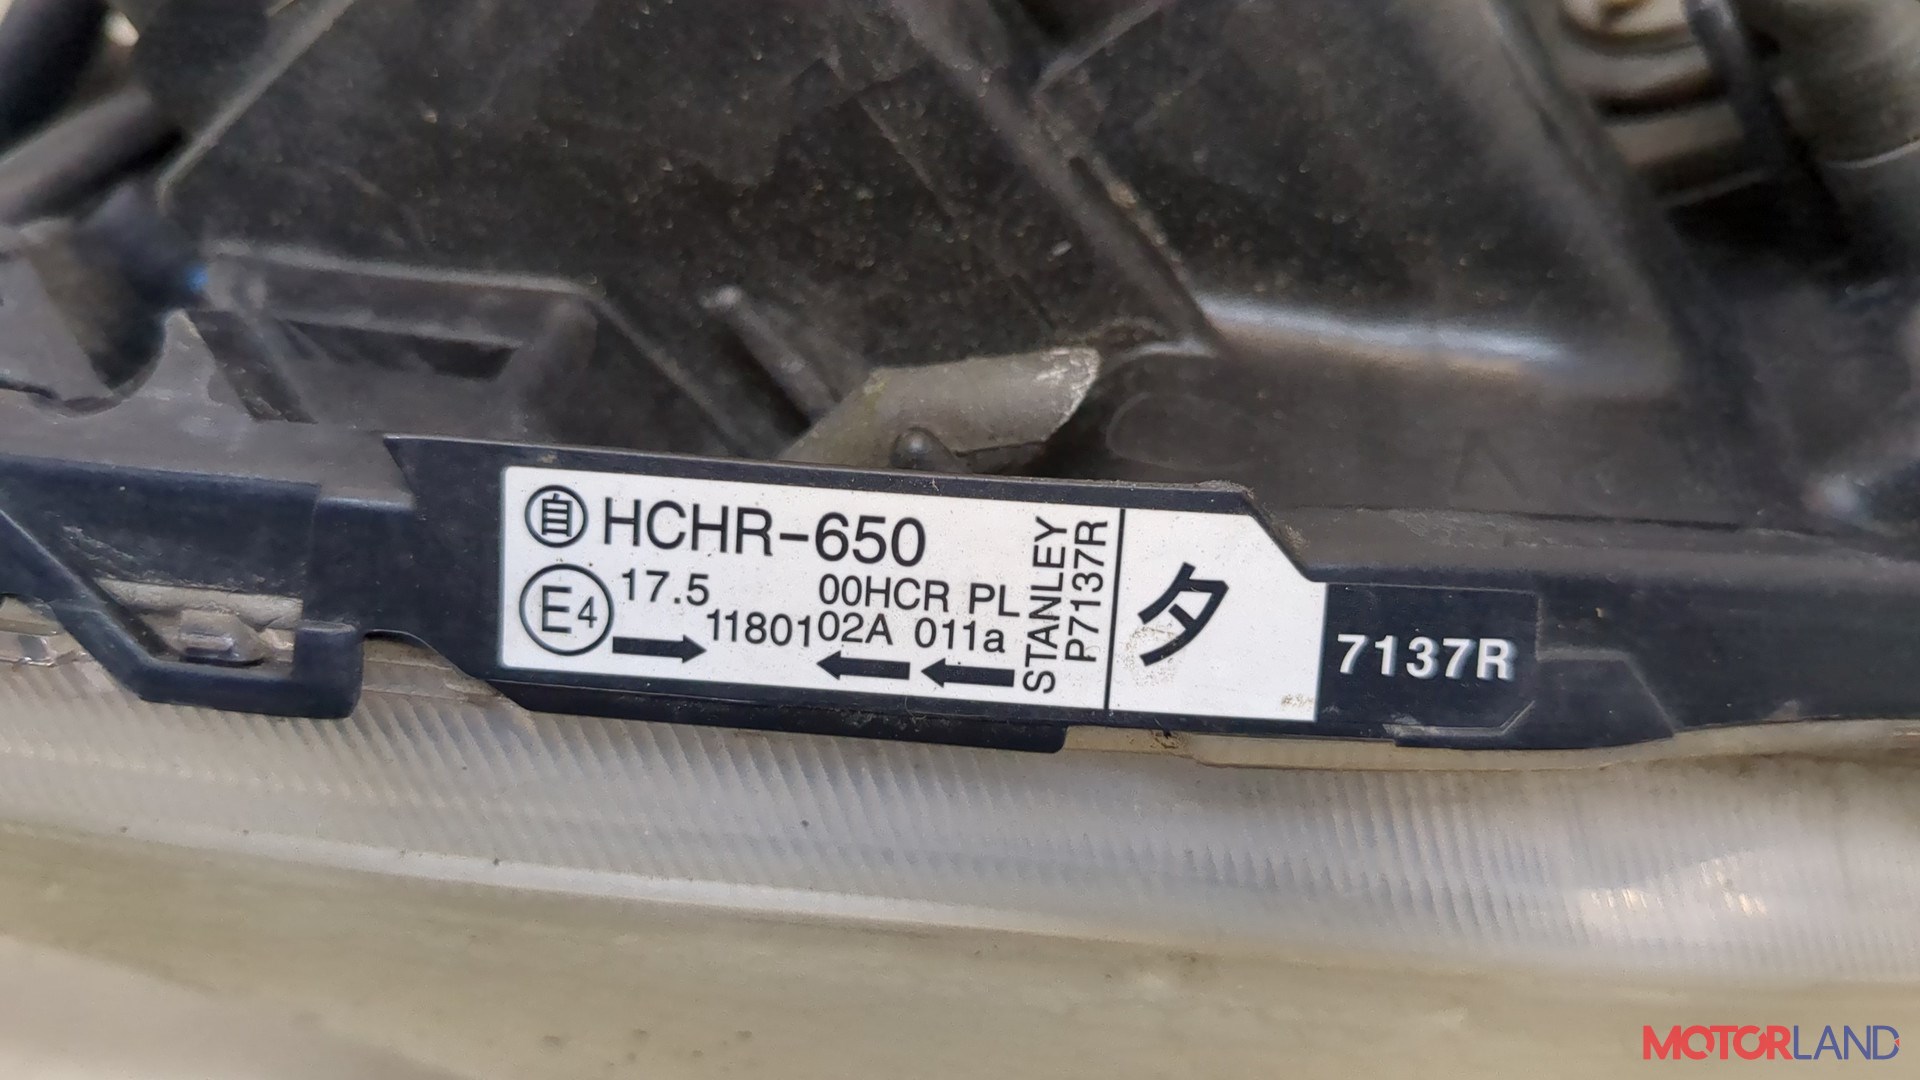 自 HCHR-650
E4 17.5 00HCR PL
1180102A 011a
STANLEY
P7137R
タ
7137R
MOTORLAND